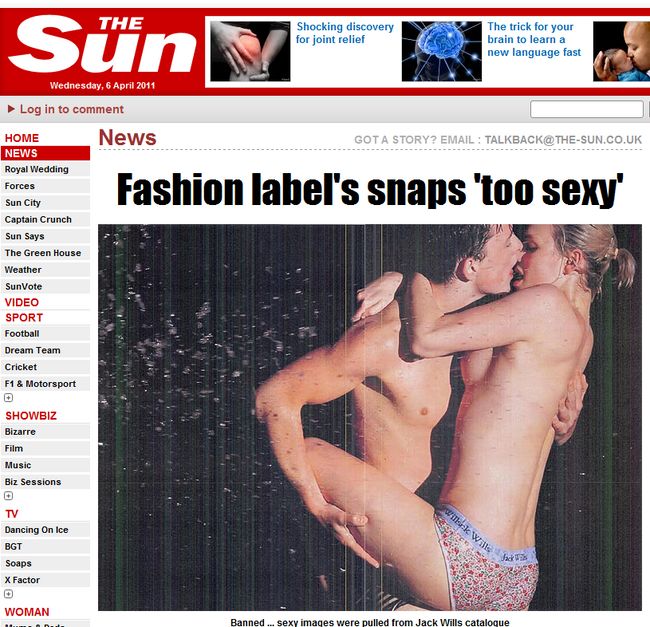 THE
Sun
Wednesday, 6 April 2011
Shocking discovery
for joint relief
The trick for your
brain to learn a
new language fast
Log in to comment
HOME
NEWS
Royal Wedding
Forces
Sun City
Captain Crunch
Sun Says
The Green House
Weather
SunVote
VIDEO
SPORT
Football
Dream Team
Cricket
F1 & Motorsport
SHOWBIZ
Bizarre
Film
Music
Biz Sessions
TV
Dancing On Ice
BGT
Soaps
X Factor
WOMAN
News
GOT A STORY? EMAIL : TALKBACK@THE-SUN.CO.UK
Fashion label's snaps 'too sexy'
Jack Wills
Banned ... sexy images were pulled from Jack Wills catalogue